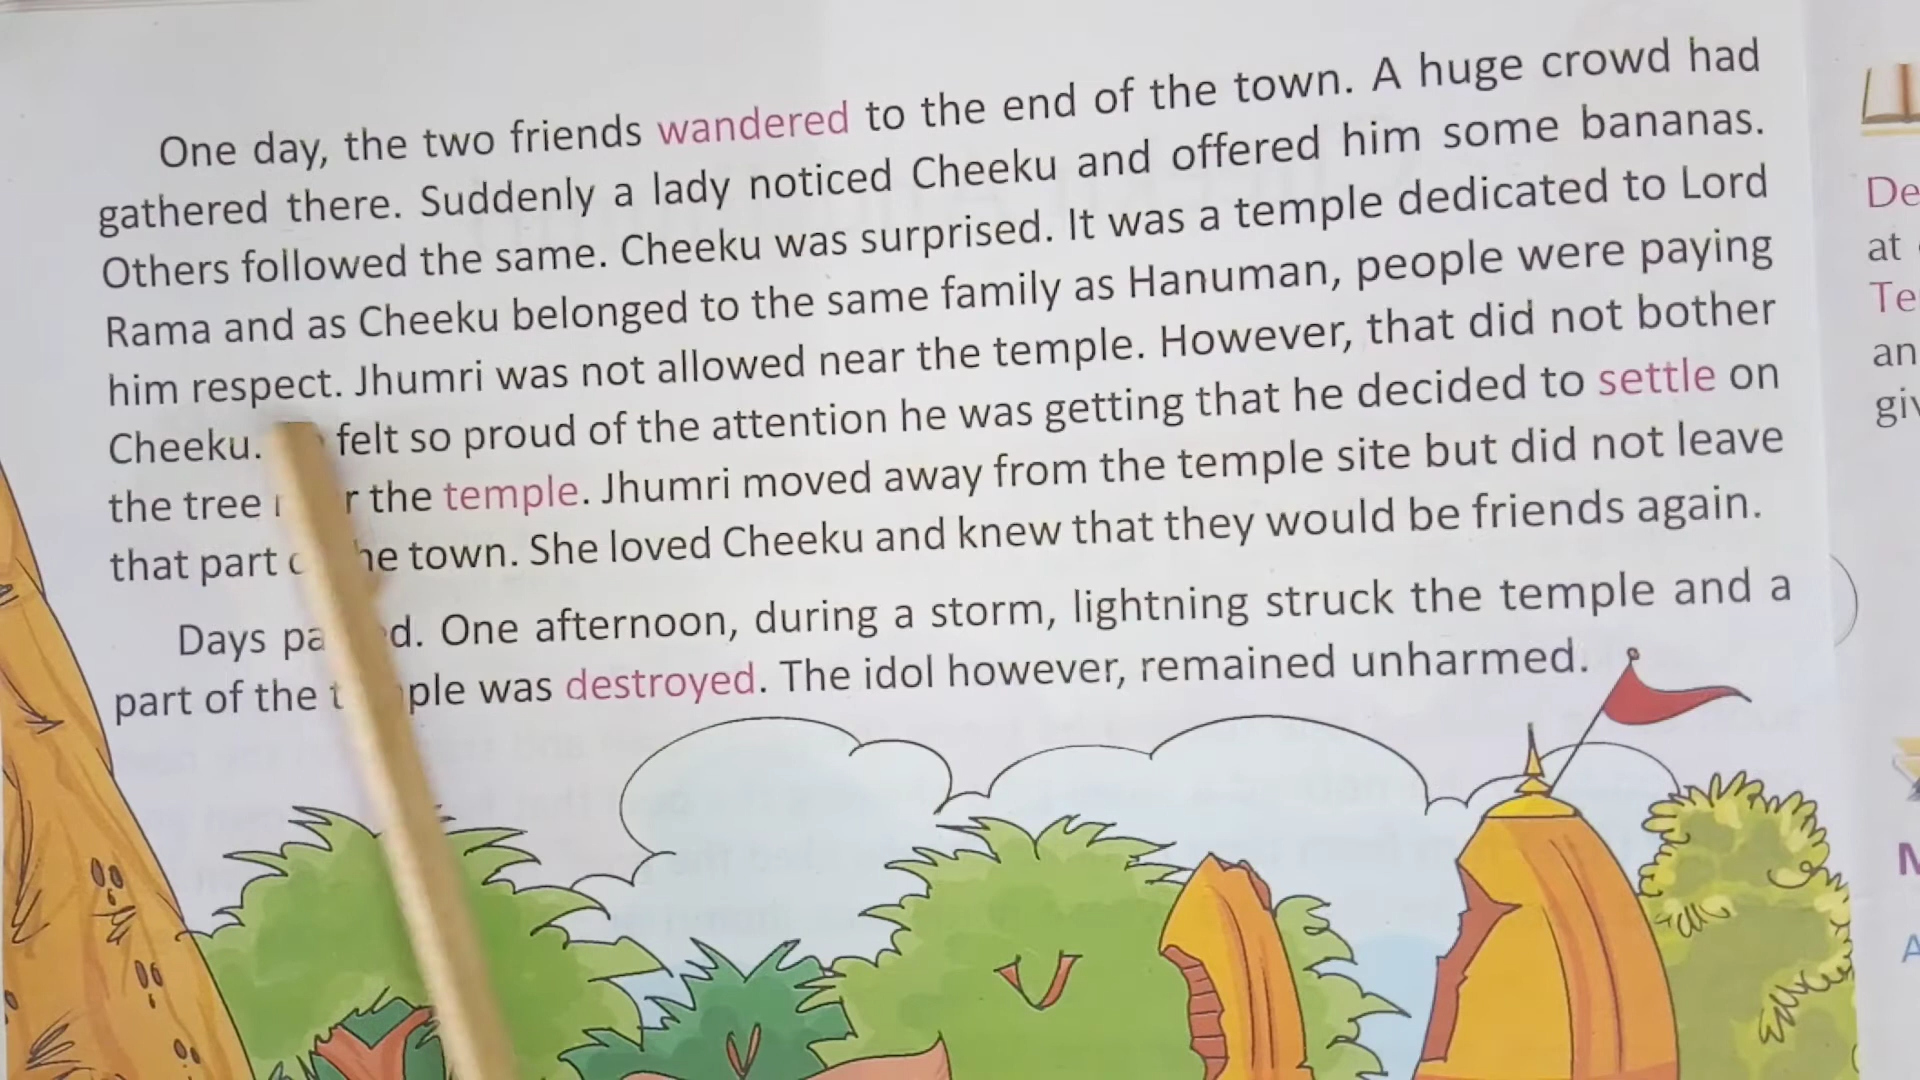 One day, the two friends wandered to the end of the town. A huge crowd had
gathered there. Suddenly a lady noticed Cheeku and offered him some bananas.
Others followed the same. Cheeku was surprised. It was a temple dedicated to Lord
Rama and as Cheeku belonged to the same family as Hanuman, people were paying
him respect. Jhumri was not allowed near the temple. However, that did not bother
Cheeku. felt so proud of the attention he was getting that he decided to settle on
the tree the temple. Jhumri moved away from the temple site but did not leave
that part town. She loved Cheeku and knew that they would be friends again.
Days One afternoon, during a storm, lightning struck the temple and a
part of the was destroyed. The idol however, remained unharmed.
De
at
Te
an
giv